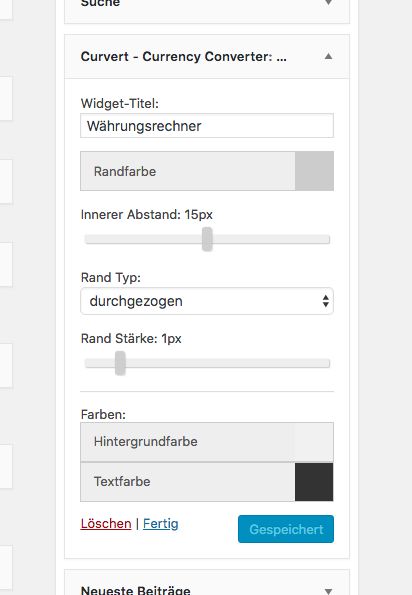 Suche
Curvert - Currency Converter: ...
Widget-Titel:
Währungsrechner
Randfarbe
Innerer Abstand: 15px
Rand Typ:
durchgezogen
Rand Stärke: 1px
Farben:
Hintergrundfarbe
Textfarbe
Löschen | Fertig
Gespeichert
Neueste Beiträge